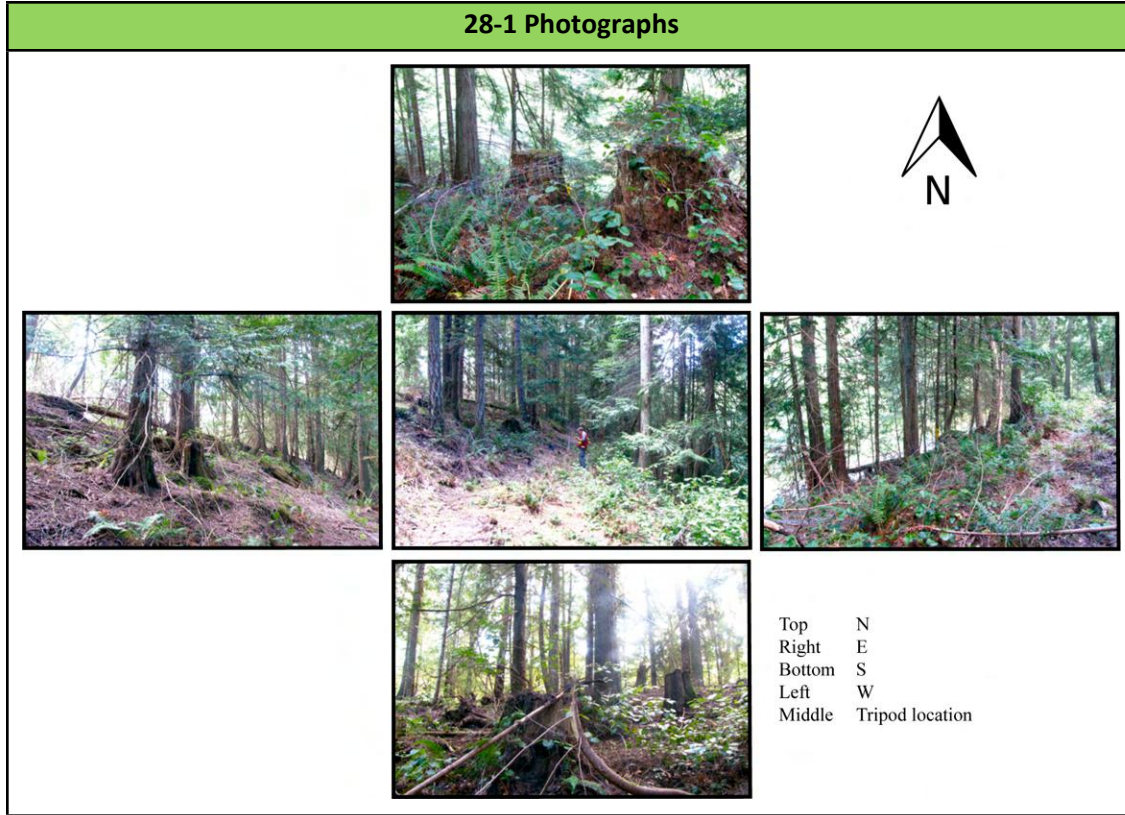 28-1 Photographs
N
Top N
Right E
Bottom S
Left W
Middle Tripod location